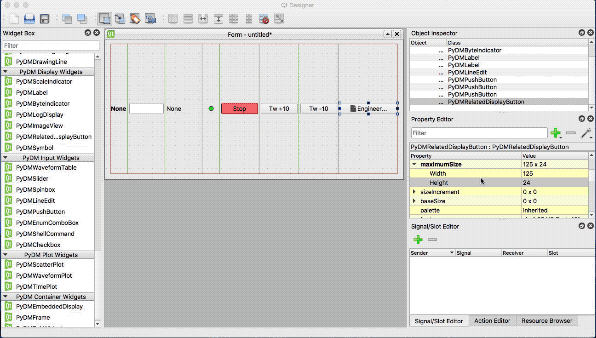 Qt Designer
Widget Box
Filter
PyDMDrawingLine
PyDM Display Widgets
PyDMScaleIndicator
PyDMLabel
PyDMByteIndicator
PyDMLogDisplay
PyDMImageView
PyDMRelated...splayButton
PyDMSymbol
PyDM Input Widgets
PyDMWaveformTable
PyDMSlider
PyDMSpinbox
PyDMLineEdit
PyDMPushButton
PyDMEnumComboBox
PyDMShellCommand
PyDMCheckbox
PyDM Plot Widgets
PyDMScatterPlot
PyDMWaveformPlot
PyDMTimePlot
PyDM Container Widgets
PyDMEmbeddedDisplay
PyDMFrame
Form - untitled*
None None Stop Tw +10 Tw -10 Engineer...
Object Inspector
Object Class
... PyDMByteIndicator
... PyDMLabel
... PyDMLabel
... PyDMLineEdit
... PyDMPushButton
... PyDMPushButton
... PyDMPushButton
... PyDMRelatedDisplayButton
Property Editor
Filter
PyDMRelatedDisplayButton : PyDMRelatedDisplayButton
Property Value
maximumSize 125 x 24
Width 125
Height 24
sizeIncrement 0 x 0
baseSize 0 x 0
palette Inherited
Signal/Slot Editor
Sender Signal Receiver Slot
Signal/Slot Editor Action Editor Resource Browser